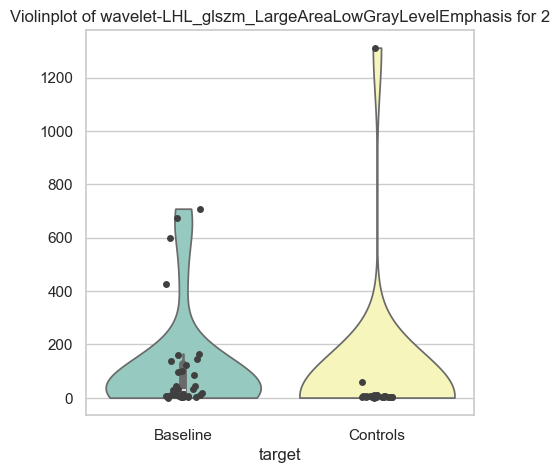 Violinplot of wavelet-LHL_glszm_LargeAreaLowGrayLevelEmphasis for 2
1200
1000
800
600
400
200
0
Baseline Controls
target